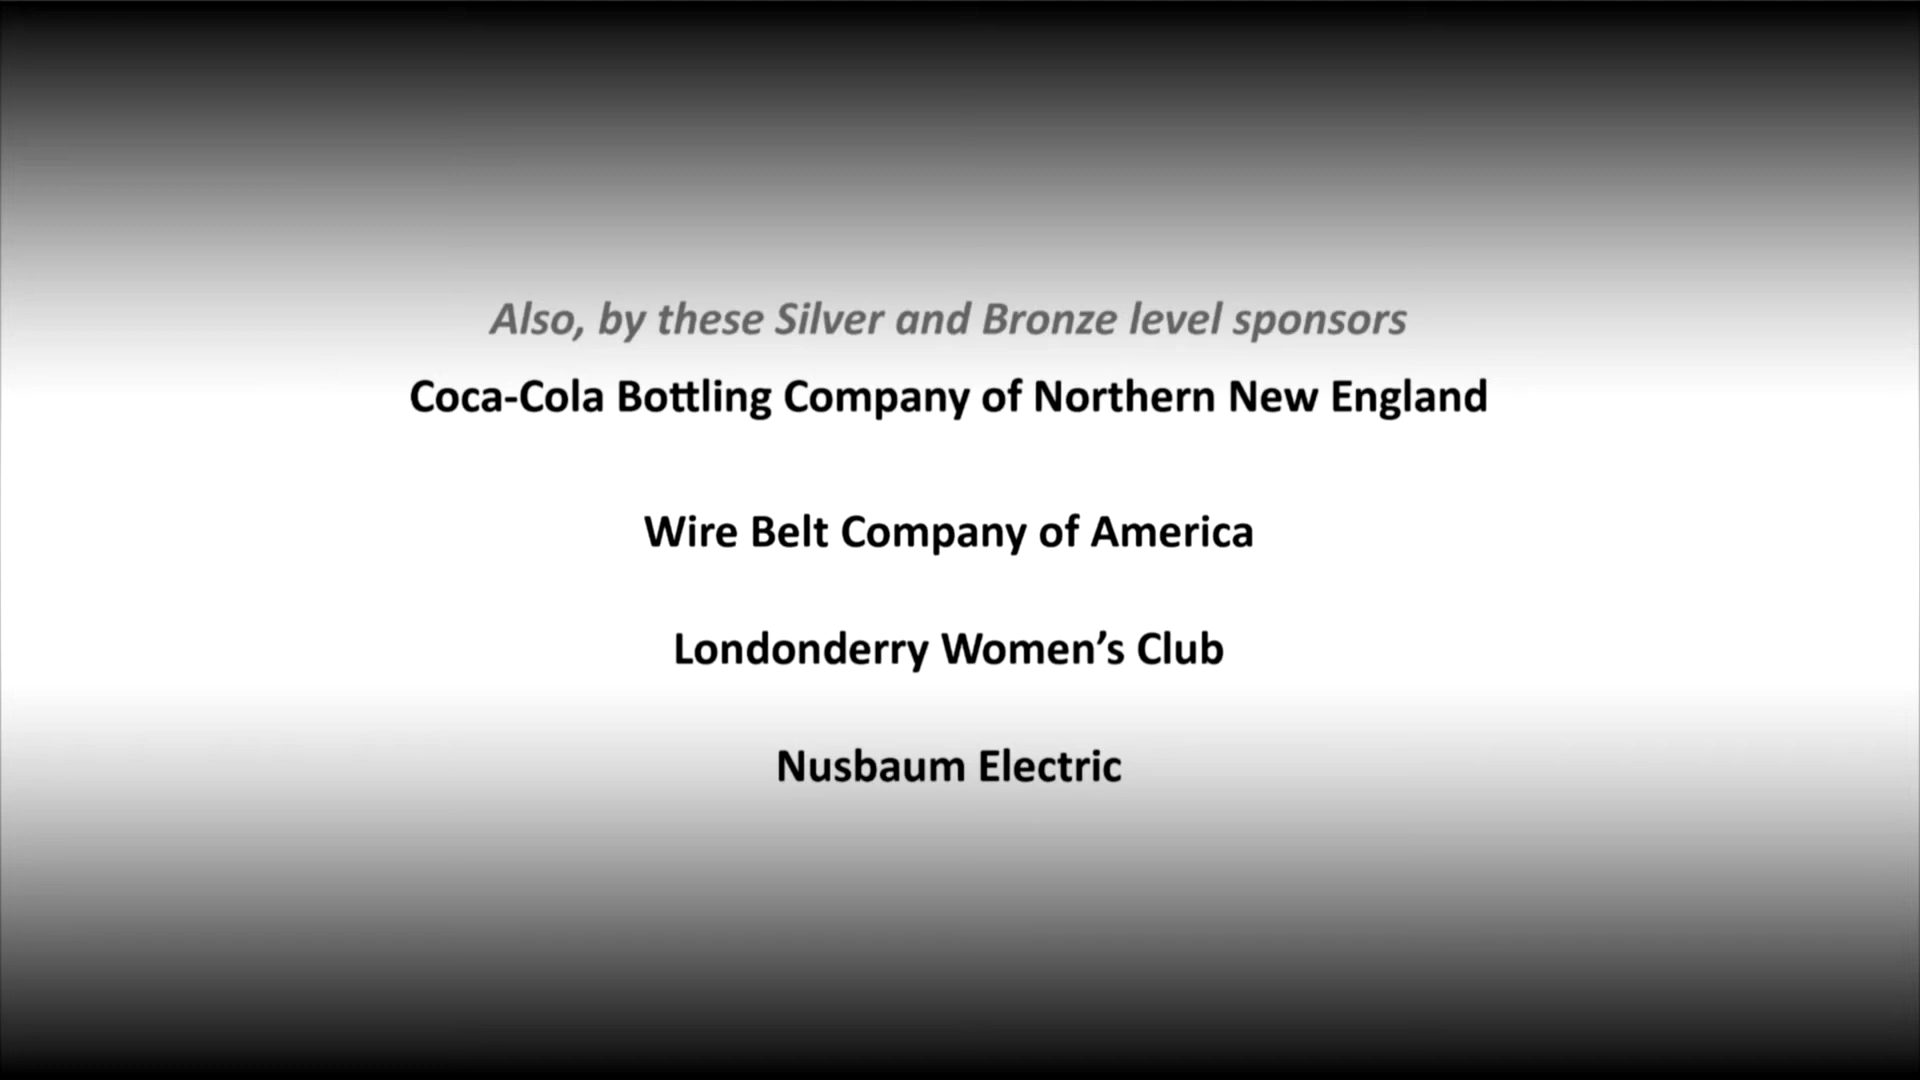 Also, by these Silver and Bronze level sponsors
Coca-Cola Bottling Company of Northern New England
Wire Belt Company of America
Londonderry Women’s Club
Nusbaum Electric